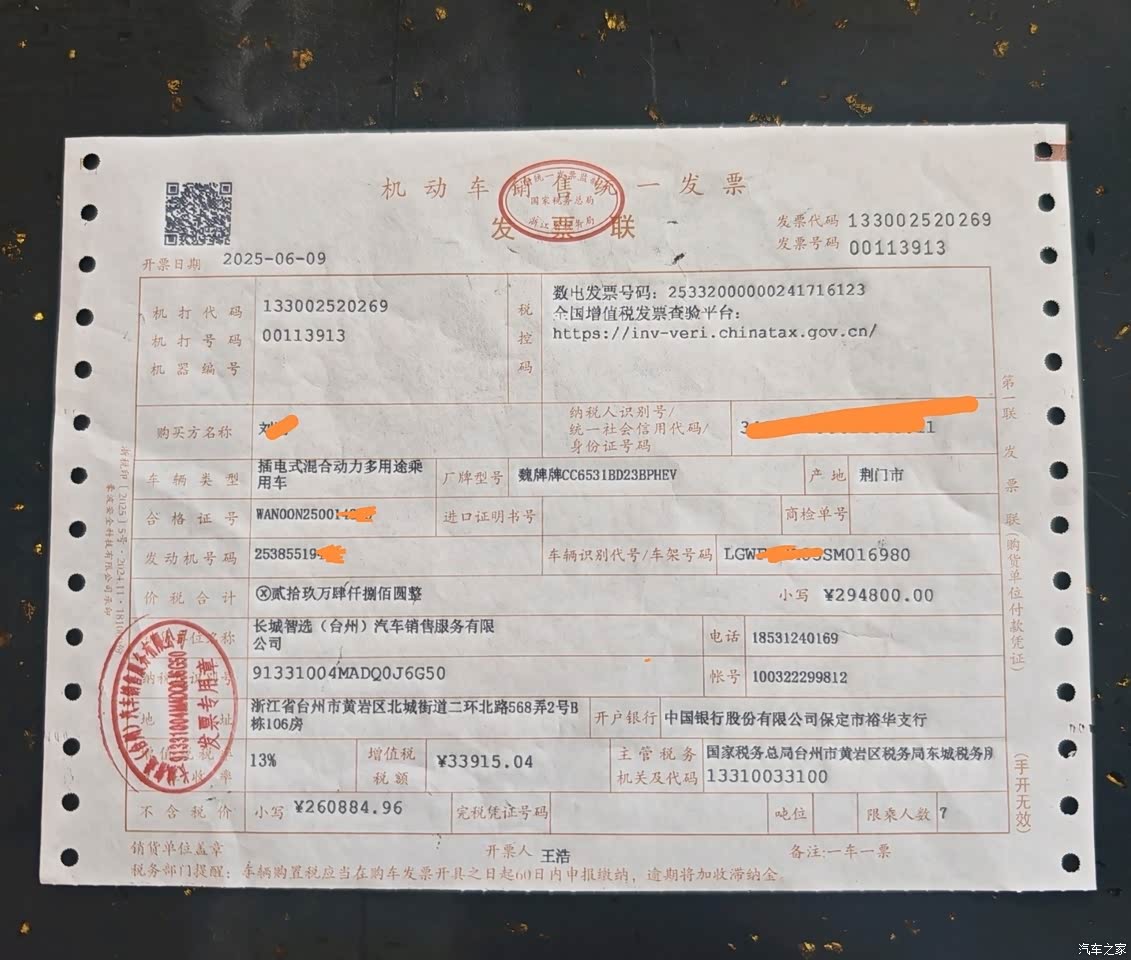 机动车销售统一发票
发票联
国家税务总局
发票代码 133002520269
发票号码 00113913
开票日期 2025-06-09
机打代码 133002520269
机打号码 00113913
机器编号
税控码
数电发票号码：25332000000241716123
全国增值税发票查验平台：
https://inv-veri.chinatax.gov.cn/
购买方名称 刘
纳税人识别号/
统一社会信用代码/
身份证号码
车辆类型 插电式混合动力多用途乘
用车
厂牌型号 魏牌牌CC6531BD23BPHEV
产地 荆门市
合格证号 WAN00N25001
进口证明书号
商检单号
发动机号码 25385519
车辆识别代号/车架号码 LGW SM016980
价税合计 ⓧ贰拾玖万肆仟捌佰圆整
小写 ¥294800.00
长城智选（台州）汽车销售服务有限
公司
电话 18531240169
91331004MADQ0J6G50
帐号 100322299812
地址 浙江省台州市黄岩区北城街道二环北路568弄2号B
栋106房
开户银行 中国银行股份有限公司保定市裕华支行
13%
增值税
税额
¥33915.04
主管税务
机关及代码
国家税务总局台州市黄岩区税务局东城税务所
13310033100
不含税价 小写 ¥260884.96
完税凭证号码
吨位
限乘人数 7
销货单位盖章
开票人 王浩
备注:一车一票
税务部门提醒：车辆购置税应当在购车发票开具之日起60日内申报缴纳，逾期将加收滞纳金。
第一联 发票联(购货单位付款凭证)
(手开无效)
发票专用章
汽车之家